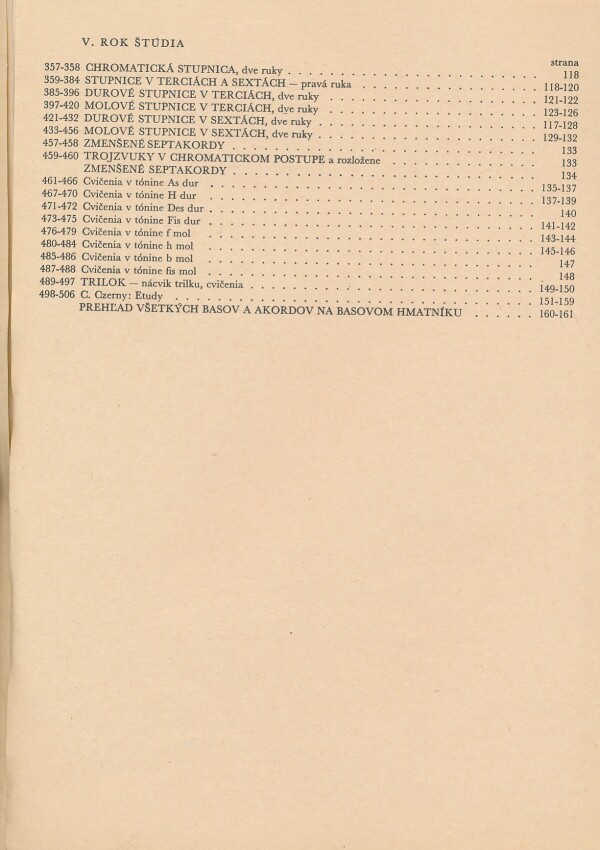 V. ROK ŠTÚDIA
strana
357-358 CHROMATICKÁ STUPNICA, dve ruky . . . . . . . . . . . . . . . . . . . . 118
359-384 STUPNICE V TERCIÁCH A SEXTÁCH — pravá ruka . . . . . . . . . . . . . . 118-120
385-396 DUROVÉ STUPNICE V TERCIÁCH, dve ruky . . . . . . . . . . . . . . . . . 121-122
397-420 MOLOVÉ STUPNICE V TERCIÁCH, dve ruky . . . . . . . . . . . . . . . . . 123-126
421-432 DUROVÉ STUPNICE V SEXTÁCH, dve ruky . . . . . . . . . . . . . . . . . 117-128
433-456 MOLOVÉ STUPNICE V SEXTÁCH, dve ruky . . . . . . . . . . . . . . . . . 129-132
457-458 ZMENŠENÉ SEPTAKORDY . . . . . . . . . . . . . . . . . . . . . . . . 133
459-460 TROJZVUKY V CHROMATICKOM POSTUPE a rozložene . . . . . . . . . . . . 133
ZMENŠENÉ SEPTAKORDY . . . . . . . . . . . . . . . . . . . . . . . . 134
461-466 Cvičenia v tónine As dur . . . . . . . . . . . . . . . . . . . . . . . . . . 135-137
467-470 Cvičenia v tónine H dur . . . . . . . . . . . . . . . . . . . . . . . . . . 137-139
471-472 Cvičenia v tónine Des dur . . . . . . . . . . . . . . . . . . . . . . . . . . 140
473-475 Cvičenia v tónine Fis dur . . . . . . . . . . . . . . . . . . . . . . . . . . 141-142
476-479 Cvičenia v tónine f mol . . . . . . . . . . . . . . . . . . . . . . . . . . 143-144
480-484 Cvičenia v tónine h mol . . . . . . . . . . . . . . . . . . . . . . . . . . 145-146
485-486 Cvičenia v tónine b mol . . . . . . . . . . . . . . . . . . . . . . . . . . 147
487-488 Cvičenia v tónine fis mol . . . . . . . . . . . . . . . . . . . . . . . . . . 148
489-497 TRILOK — nácvik trilku, cvičenia . . . . . . . . . . . . . . . . . . . . . . . 149-150
498-506 C. Czerny: Etudy . . . . . . . . . . . . . . . . . . . . . . . . . . . . . 151-159
PREHĽAD VŠETKÝCH BASOV A AKORDOV NA BASOVOM HMATNÍKU . . . . . . 160-161